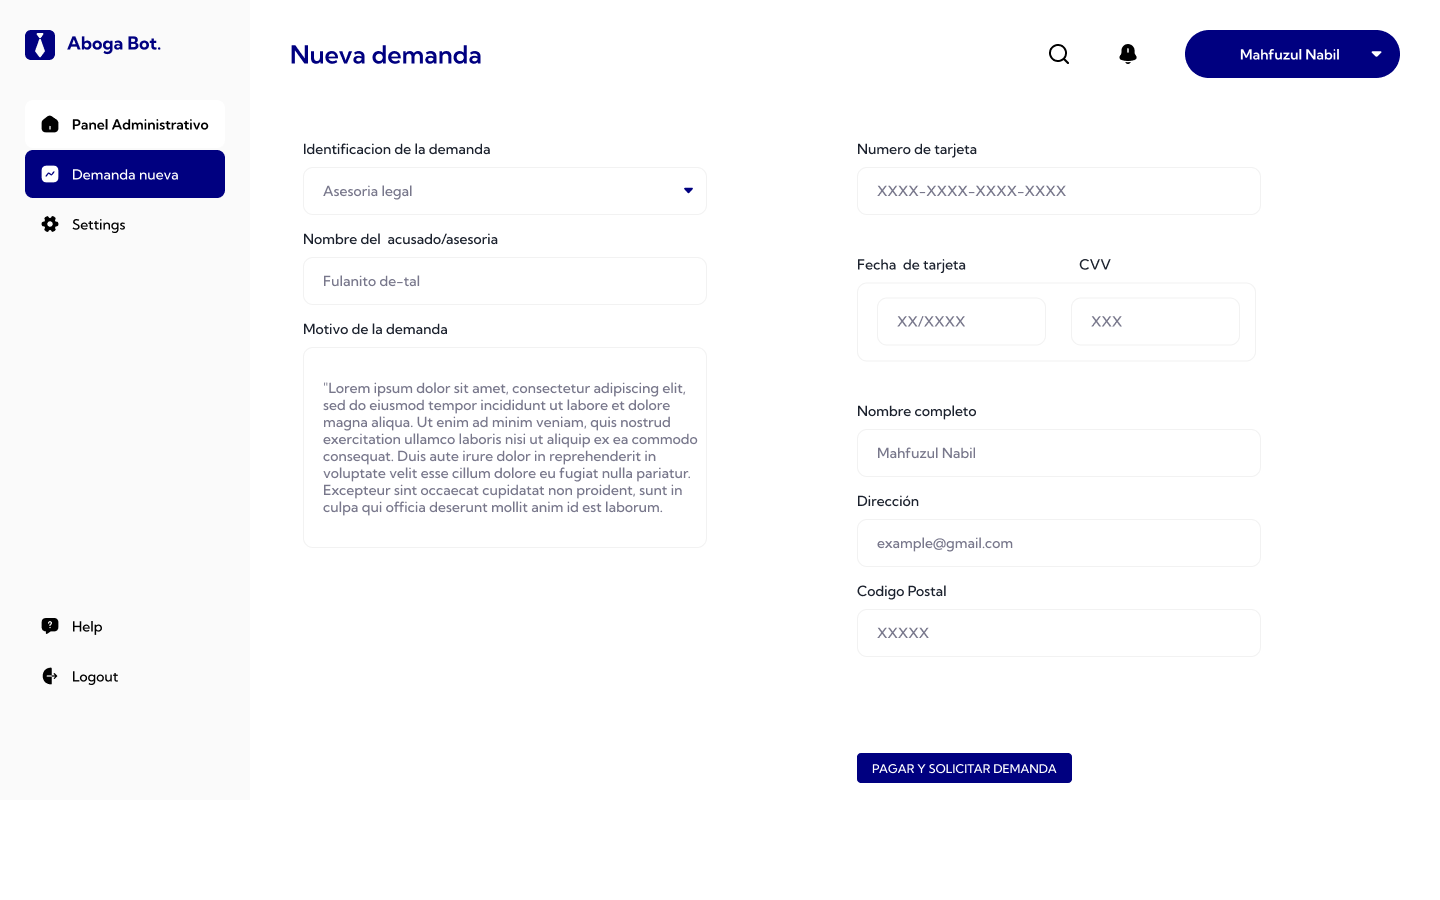 Aboga Bot.
Panel Administrativo
Demanda nueva
Settings
Help
Logout
Nueva demanda
Mahfuzul Nabil
Identificacion de la demanda
Asesoria legal
Nombre del  acusado/asesoria
Fulanito de-tal
Motivo de la demanda
"Lorem ipsum dolor sit amet, consectetur adipiscing elit,
sed do eiusmod tempor incididunt ut labore et dolore
magna aliqua. Ut enim ad minim veniam, quis nostrud
exercitation ullamco laboris nisi ut aliquip ex ea commodo
consequat. Duis aute irure dolor in reprehenderit in
voluptate velit esse cillum dolore eu fugiat nulla pariatur.
Excepteur sint occaecat cupidatat non proident, sunt in
culpa qui officia deserunt mollit anim id est laborum.
Numero de tarjeta
XXXX-XXXX-XXXX-XXXX
Fecha  de tarjeta
CVV
XX/XXXX
XXX
Nombre completo
Mahfuzul Nabil
Dirección
example@gmail.com
Codigo Postal
XXXXX
PAGAR Y SOLICITAR DEMANDA